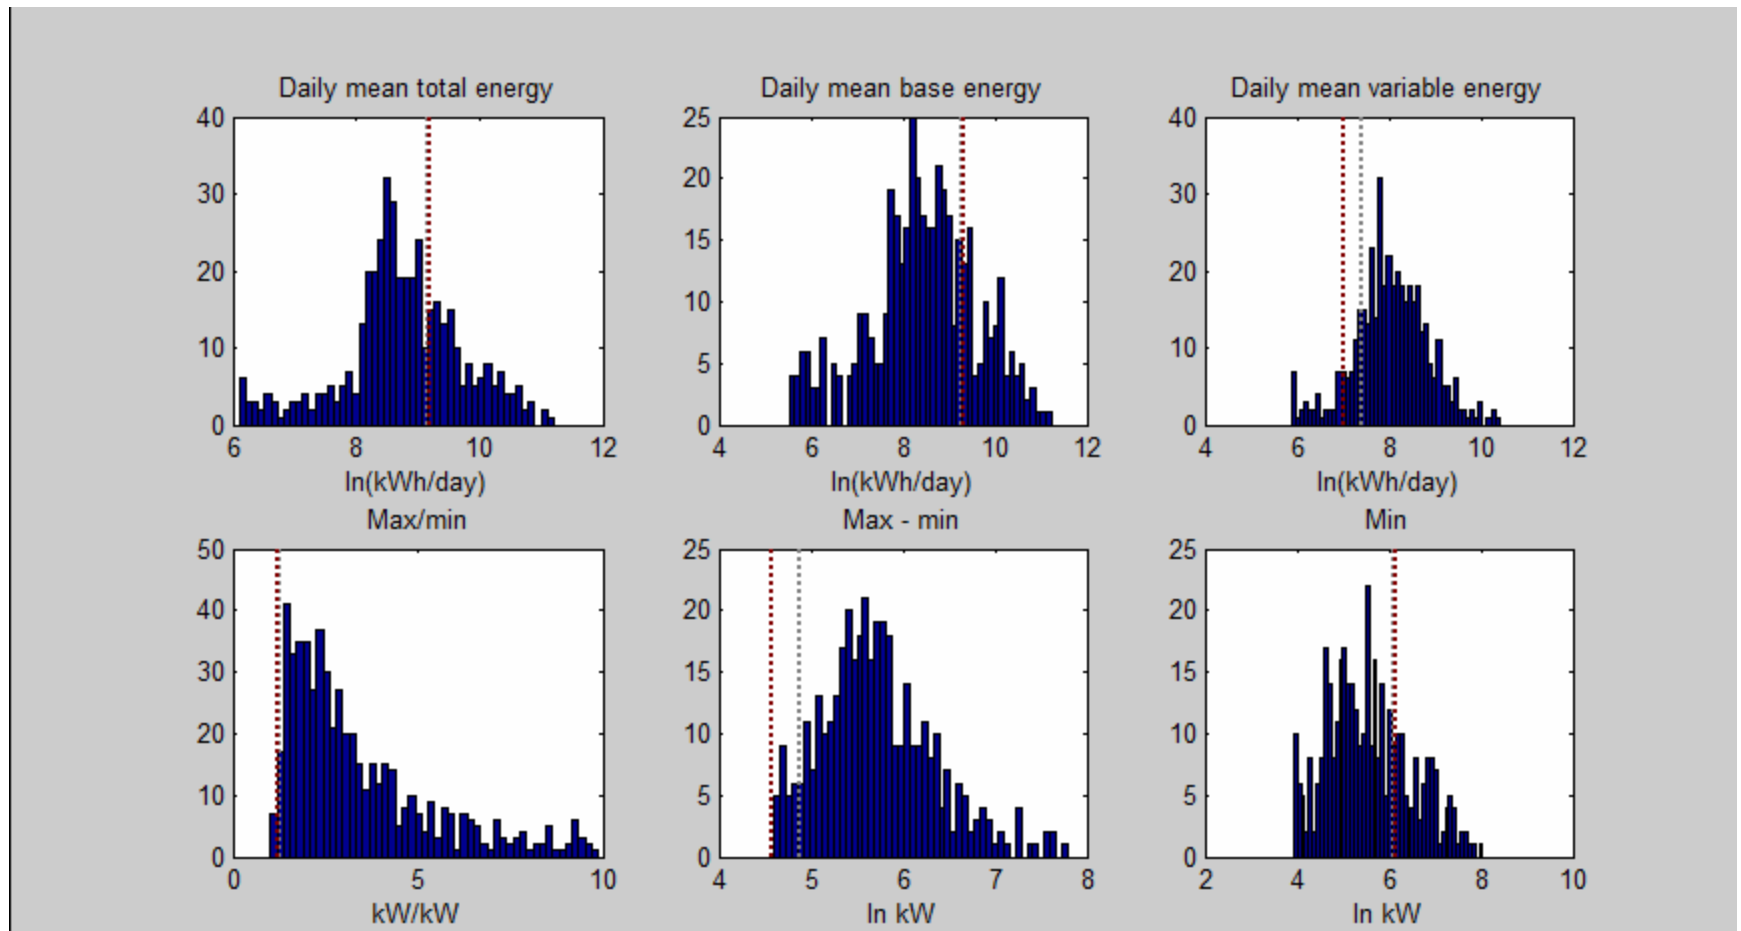 Daily mean total energy
40
30
20
10
0
6 8 10 12
ln(kWh/day)
Daily mean base energy
25
20
15
10
5
0
4 6 8 10 12
ln(kWh/day)
Daily mean variable energy
40
30
20
10
0
4 6 8 10 12
ln(kWh/day)
Max/min
50
40
30
20
10
0
0 5 10
kW/kW
Max - min
25
20
15
10
5
0
4 5 6 7 8
ln kW
Min
25
20
15
10
5
0
2 4 6 8 10
ln kW